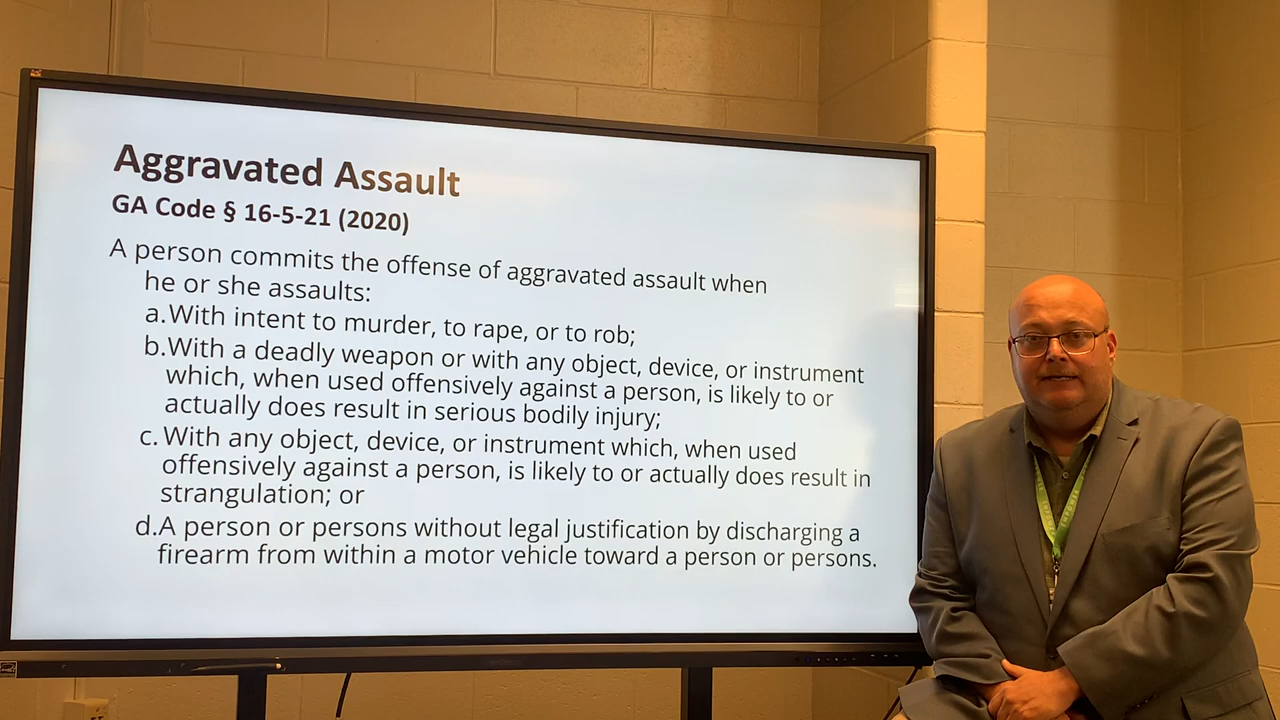 Aggravated Assault
GA Code § 16-5-21 (2020)
A person commits the offense of aggravated assault when
he or she assaults:
a.With intent to murder, to rape, or to rob;
b.With a deadly weapon or with any object, device, or instrument
which, when used offensively against a person, is likely to or
actually does result in serious bodily injury;
c. With any object, device, or instrument which, when used
offensively against a person, is likely to or actually does result in
strangulation; or
d.A person or persons without legal justification by discharging a
firearm from within a motor vehicle toward a person or persons.